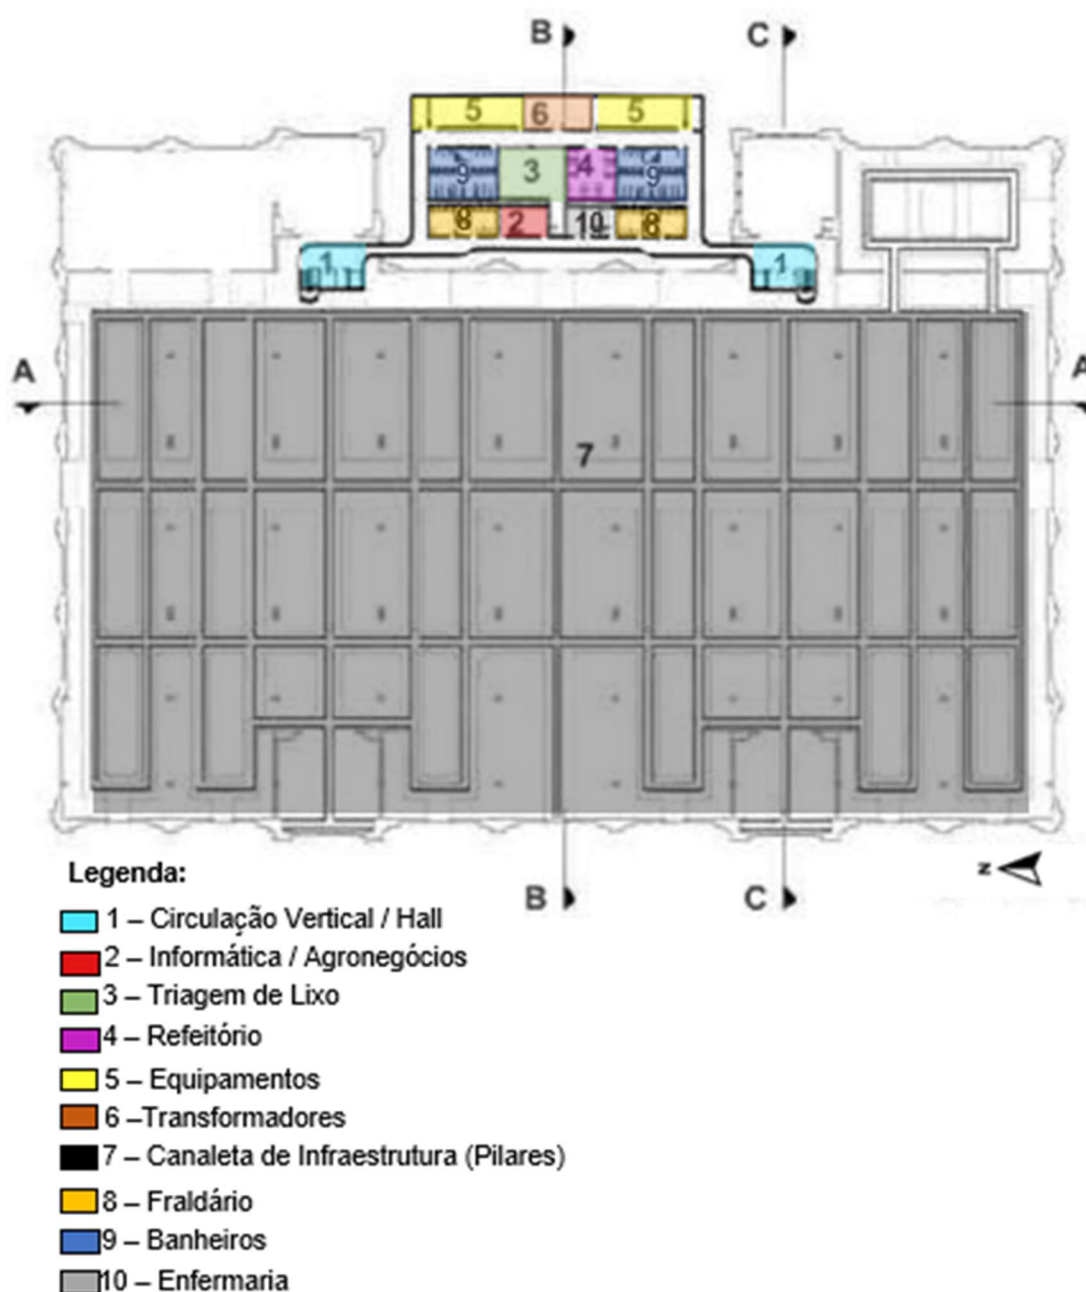 B C
5 6 5
9 3 4 9
8 2 10 8
1 1
A A
7
B C
N
Legenda:
1 – Circulação Vertical / Hall
2 – Informática / Agronegócios
3 – Triagem de Lixo
4 – Refeitório
5 – Equipamentos
6 –Transformadores
7 – Canaleta de Infraestrutura (Pilares)
8 – Fraldário
9 – Banheiros
10 – Enfermaria